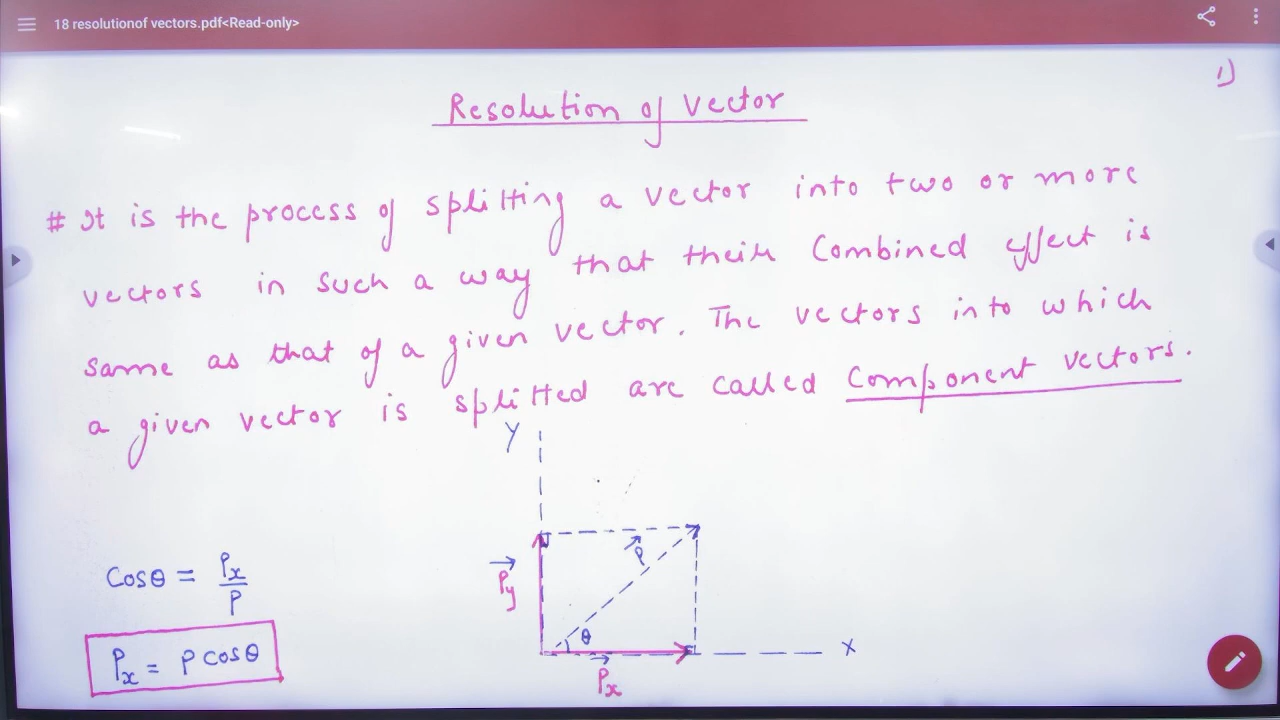 18 resolutionof vectors.pdf<Read-only>
1)
Resolution of Vector
# It is the process of splitting a vector into two or more
vectors in such a way that their Combined effect is
same as that of a given vector. The vectors into which
a given vector is splitted are called Component vectors.
Y
P
Cosθ = Px/P
Py
θ
X
Px = P cosθ
Px